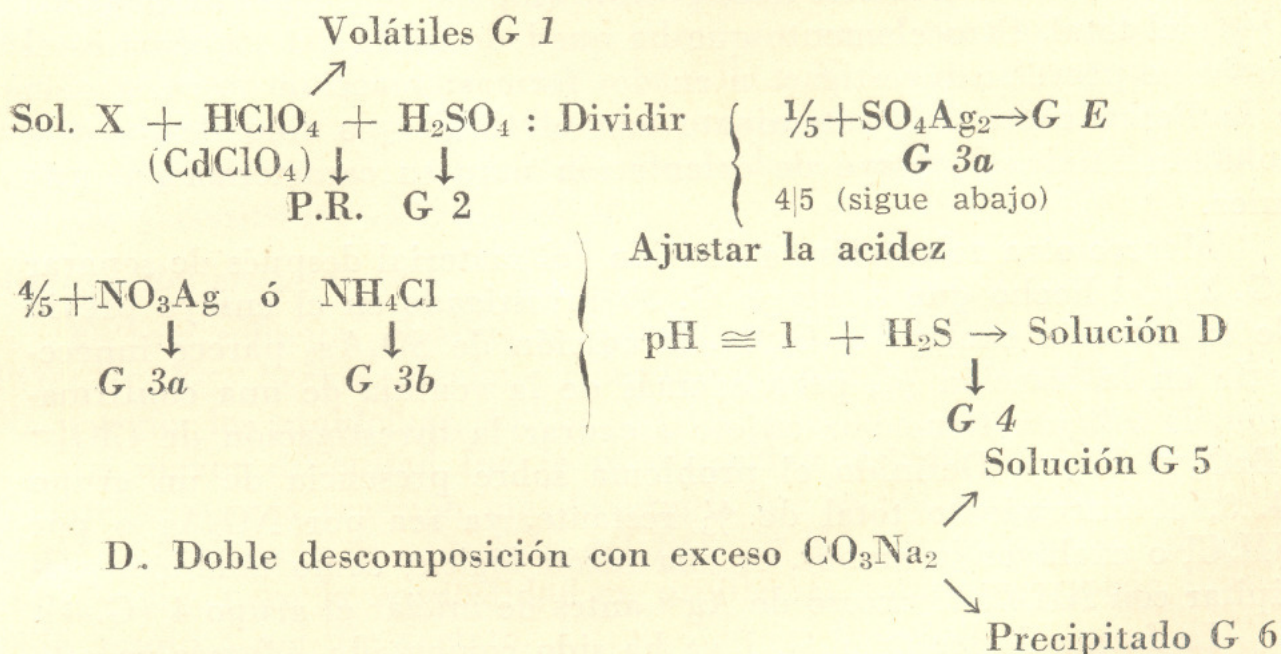 Volátiles G 1
↗
Sol. X + HClO₄ + H₂SO₄ : Dividir { ⅕+SO₄Ag₂→G E
(CdClO₄) ↓ ↓ G 3a
P.R. G 2 4|5 (sigue abajo)
Ajustar la acidez
⅘+NO₃Ag ó NH₄Cl }
pH ≅ 1 + H₂S → Solución D
↓ ↓ ↓
G 3a G 3b G 4
Solución G 5
↗
D. Doble descomposición con exceso CO₃Na₂
↘
Precipitado G 6